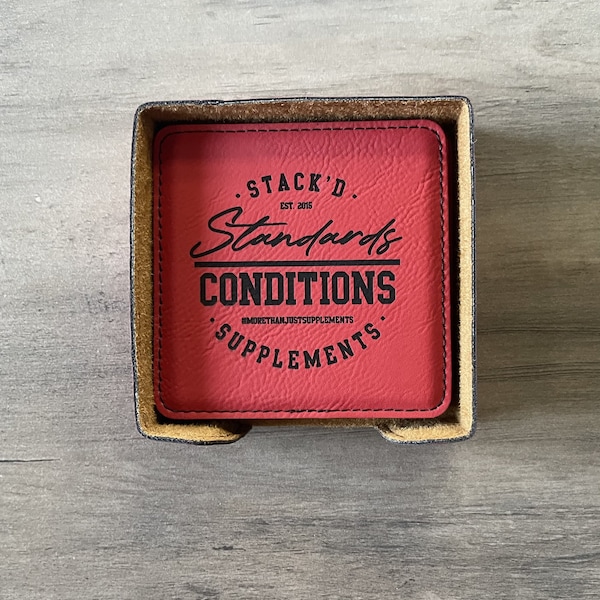 · STACK'D ·
EST. 2015
Standards
CONDITIONS
#MORETHANJUSTSUPPLEMENTS
· SUPPLEMENTS ·